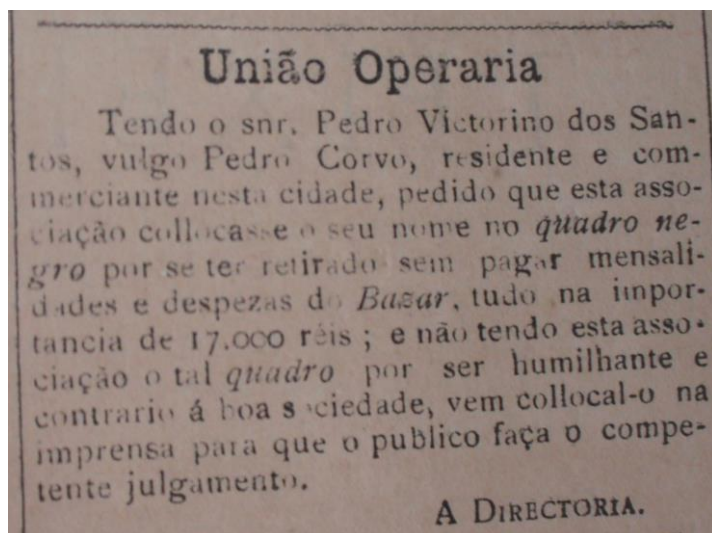 União Operaria
Tendo o snr. Pedro Victorino dos San-
tos, vulgo Pedro Corvo, residente e com-
merciante nesta cidade, pedido que esta asso-
ciação collocasse o seu nome no quadro ne-
gro por se ter retirado sem pagar mensali-
dades e despezas do Bazar, tudo na impor-
tancia de 17.000 réis ; e não tendo esta asso-
ciação o tal quadro por ser humilhante e
contrario á boa sociedade, vem collocal-o na
imprensa para que o publico faça o compe-
tente julgamento.
A DIRECTORIA.